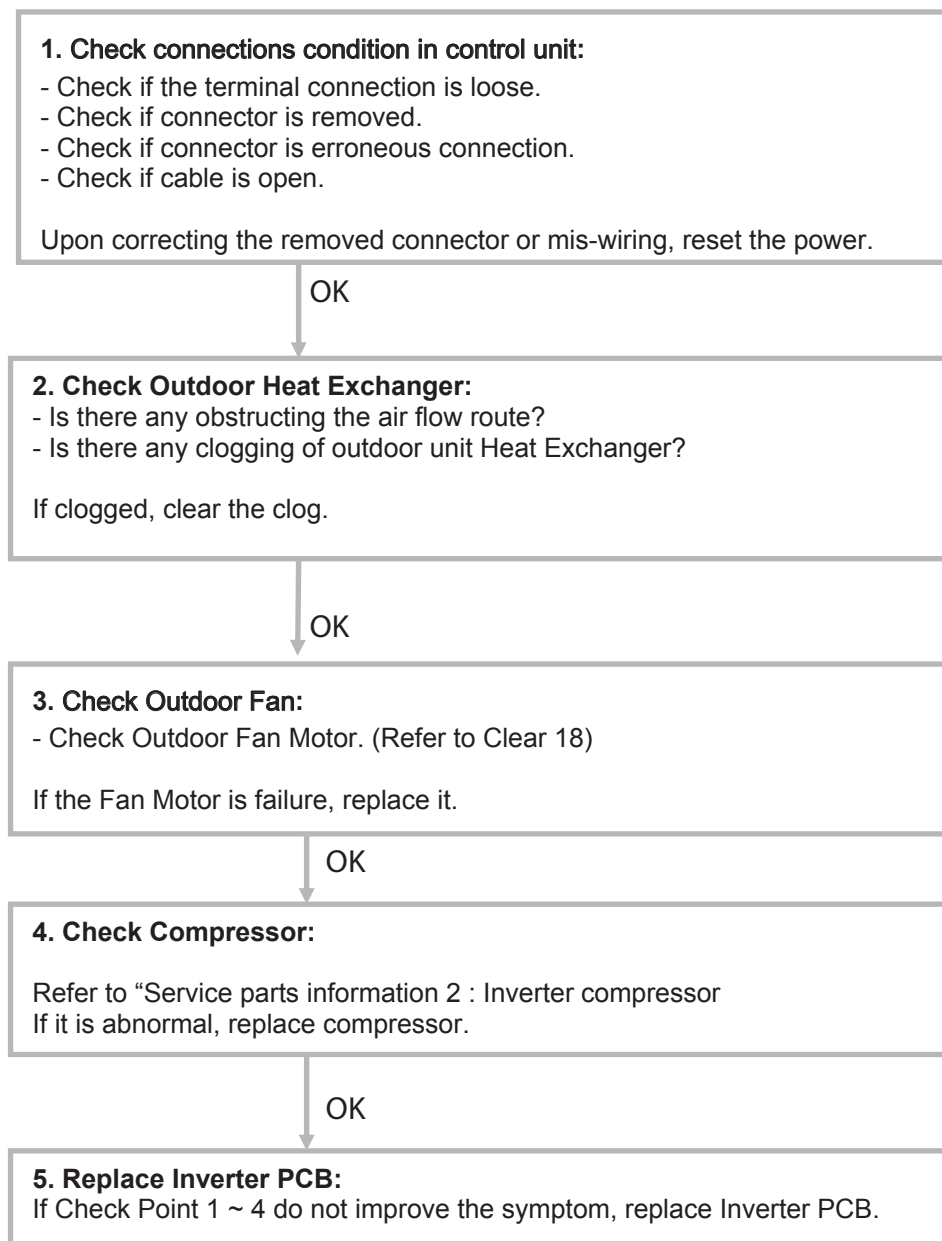 1. Check connections condition in control unit:
- Check if the terminal connection is loose.
- Check if connector is removed.
- Check if connector is erroneous connection.
- Check if cable is open.
Upon correcting the removed connector or mis-wiring, reset the power.
OK
2. Check Outdoor Heat Exchanger:
- Is there any obstructing the air flow route?
- Is there any clogging of outdoor unit Heat Exchanger?
If clogged, clear the clog.
OK
3. Check Outdoor Fan:
- Check Outdoor Fan Motor. (Refer to Clear 18)
If the Fan Motor is failure, replace it.
OK
4. Check Compressor:
Refer to “Service parts information 2 : Inverter compressor
If it is abnormal, replace compressor.
OK
5. Replace Inverter PCB:
If Check Point 1 ~ 4 do not improve the symptom, replace Inverter PCB.